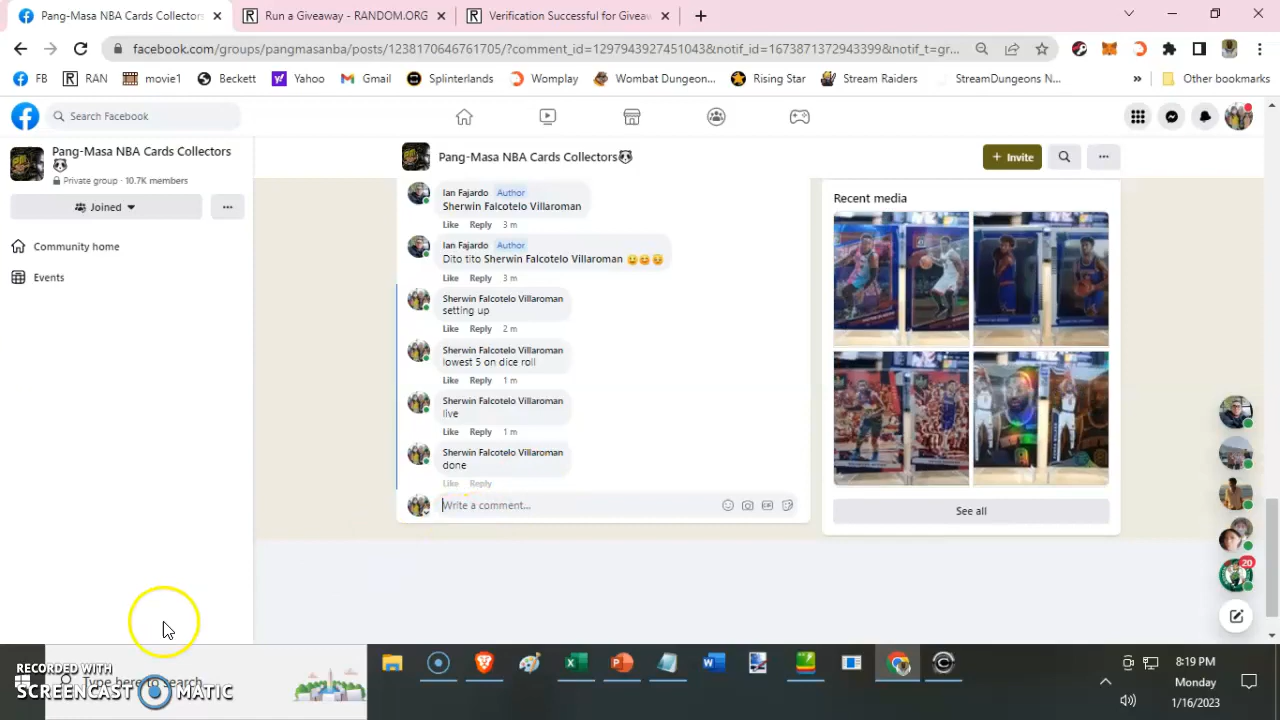 Pang-Masa NBA Cards Collectors
Run a Giveaway - RANDOM.ORG
Verification Successful for Giveaw
facebook.com/groups/pangmasanba/posts/1238170646761705/?comment_id=1297943927451043&notif_id=1673871372943399&notif_t=gr...
FB
RAN
movie1
Beckett
Yahoo
Gmail
Splinterlands
Womplay
Wombat Dungeon...
Rising Star
Stream Raiders
StreamDungeons N...
»
Other bookmarks
Search Facebook
Pang-Masa NBA Cards Collectors
Private group · 10.7K members
Joined
Community home
Events
Pang-Masa NBA Cards Collectors🐼
+ Invite
Ian Fajardo Author
Sherwin Falcotelo Villaroman
Like Reply 3 m
Ian Fajardo Author
Dito tito Sherwin Falcotelo Villaroman
Like Reply 3 m
Sherwin Falcotelo Villaroman
setting up
Like Reply 2 m
Sherwin Falcotelo Villaroman
lowest 5 on dice roll
Like Reply 1 m
Sherwin Falcotelo Villaroman
live
Like Reply 1 m
Sherwin Falcotelo Villaroman
done
Like Reply
Write a comment...
Recent media
See all
20
RECORDED WITH
SCREENCAST MATIC
Type here to search
8:19 PM
Monday
1/16/2023